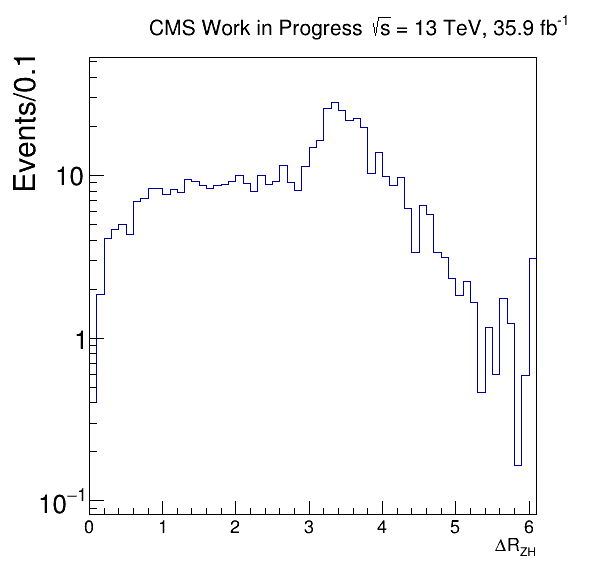 CMS Work in Progress √s = 13 TeV, 35.9 fb⁻¹
Events/0.1
10
1
10⁻¹
0 1 2 3 4 5 6
ΔR_ZH